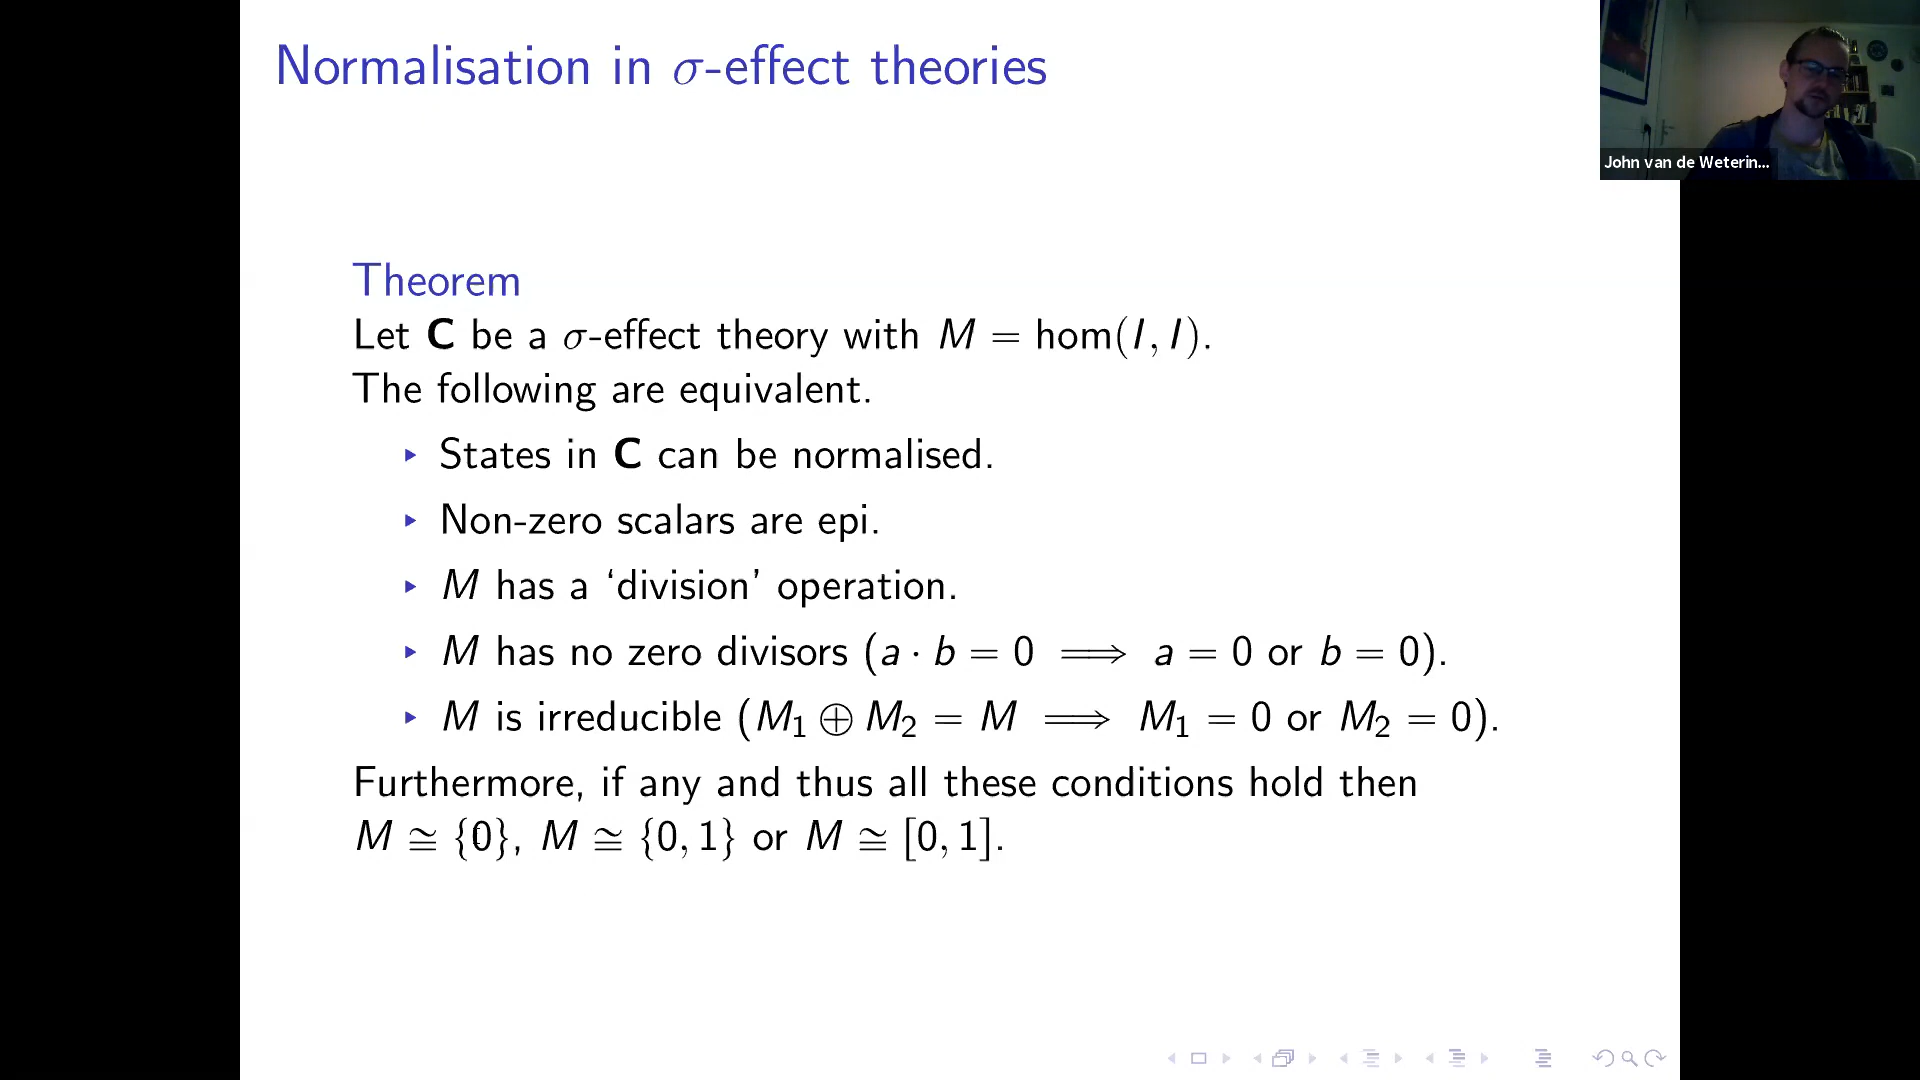 Normalisation in σ-effect theories
John van de Weterin...
Theorem
Let C be a σ-effect theory with M = hom(I, I).
The following are equivalent.
▸ States in C can be normalised.
▸ Non-zero scalars are epi.
▸ M has a ‘division’ operation.
▸ M has no zero divisors (a · b = 0 ⟹ a = 0 or b = 0).
▸ M is irreducible (M₁ ⊕ M₂ = M ⟹ M₁ = 0 or M₂ = 0).
Furthermore, if any and thus all these conditions hold then
M ≅ {0}, M ≅ {0, 1} or M ≅ [0, 1].